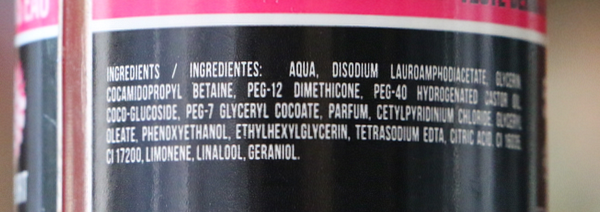 INGREDIENTS / INGREDIENTES: AQUA, DISODIUM LAUROAMPHODIACETATE, GLYCERIN,
COCAMIDOPROPYL BETAINE, PEG-12 DIMETHICONE, PEG-40 HYDROGENATED CASTOR OIL,
COCO-GLUCOSIDE, PEG-7 GLYCERYL COCOATE, PARFUM, CETYLPYRIDINIUM CHLORIDE, GLYCERYL
OLEATE, PHENOXYETHANOL, ETHYLHEXYLGLYCERIN, TETRASODIUM EDTA, CITRIC ACID, CI 16035,
CI 17200, LIMONENE, LINALOOL, GERANIOL.